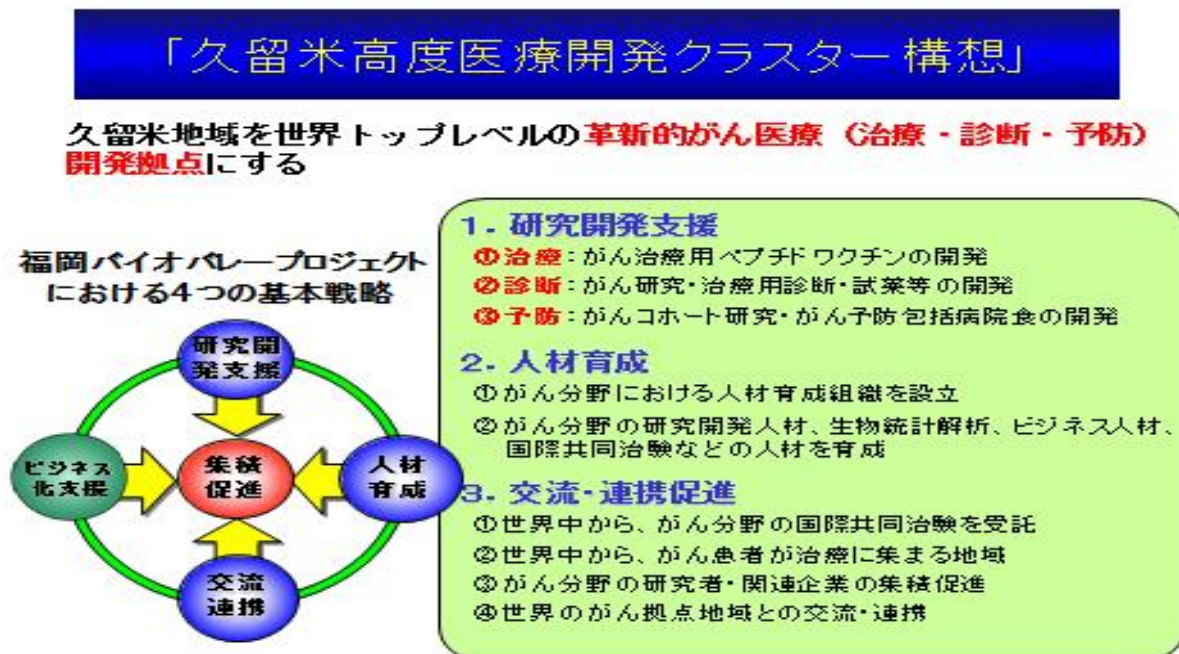 「久留米高度医療開発クラスター構想」
久留米地域を世界トップレベルの革新的がん医療（治療・診断・予防）
開発拠点にする
福岡バイオバレープロジェクト
における4つの基本戦略
研究開
発支援
ビジネス
化支援
集積
促進
人材
育成
交流
連携
1．研究開発支援
①治療：がん治療用ペプチドワクチンの開発
②診断：がん研究・治療用診断・試薬等の開発
③予防：がんコホート研究・がん予防包括病院食の開発
2．人材育成
①がん分野における人材育成組織を設立
②がん分野の研究開発人材、生物統計解析、ビジネス人材、
国際共同治験などの人材を育成
3．交流・連携促進
①世界中から、がん分野の国際共同治験を受託
②世界中から、がん患者が治療に集まる地域
③がん分野の研究者・関連企業の集積促進
④世界のがん拠点地域との交流・連携